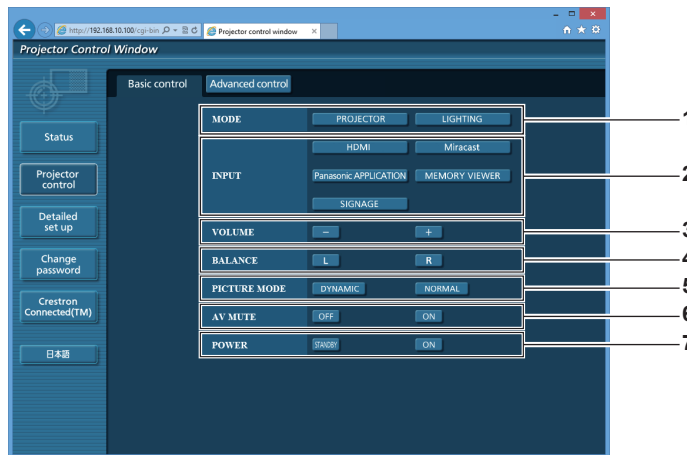 http://192.168.10.100/cgi-bin
Projector control window
Projector Control Window
Basic control
Advanced control
MODE PROJECTOR LIGHTING 1
Status
HDMI Miracast
INPUT Panasonic APPLICATION MEMORY VIEWER 2
Projector
control
SIGNAGE
Detailed
set up
VOLUME − + 3
BALANCE L R 4
Change
password
PICTURE MODE DYNAMIC NORMAL 5
Crestron
Connected(TM)
AV MUTE OFF ON 6
POWER STANDBY ON 7
日本語